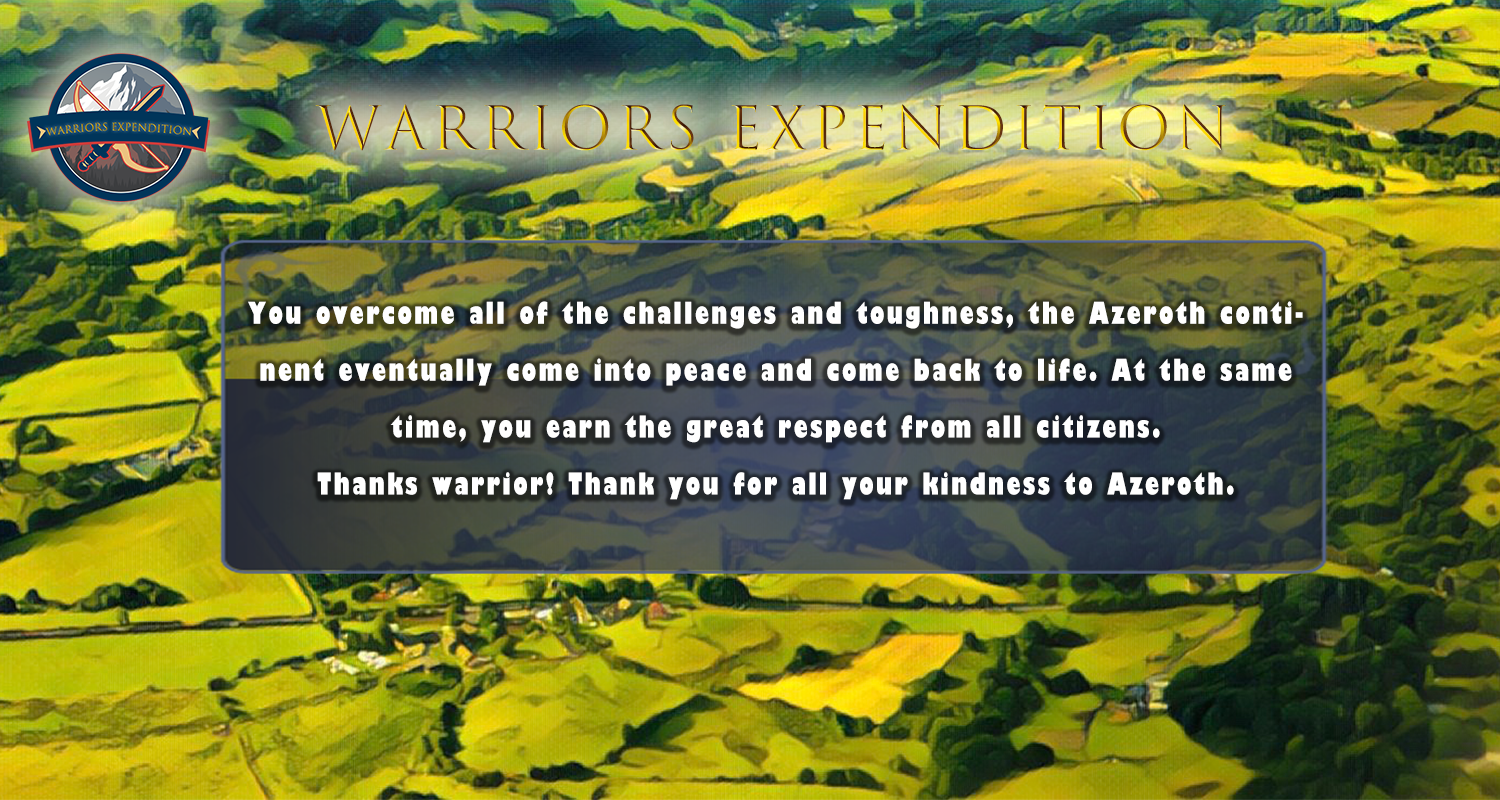 WARRIORS EXPENDITION
WARRIORS EXPENDITION
You overcome all of the challenges and toughness, the Azeroth conti-
nent eventually come into peace and come back to life. At the same
time, you earn the great respect from all citizens.
Thanks warrior! Thank you for all your kindness to Azeroth.